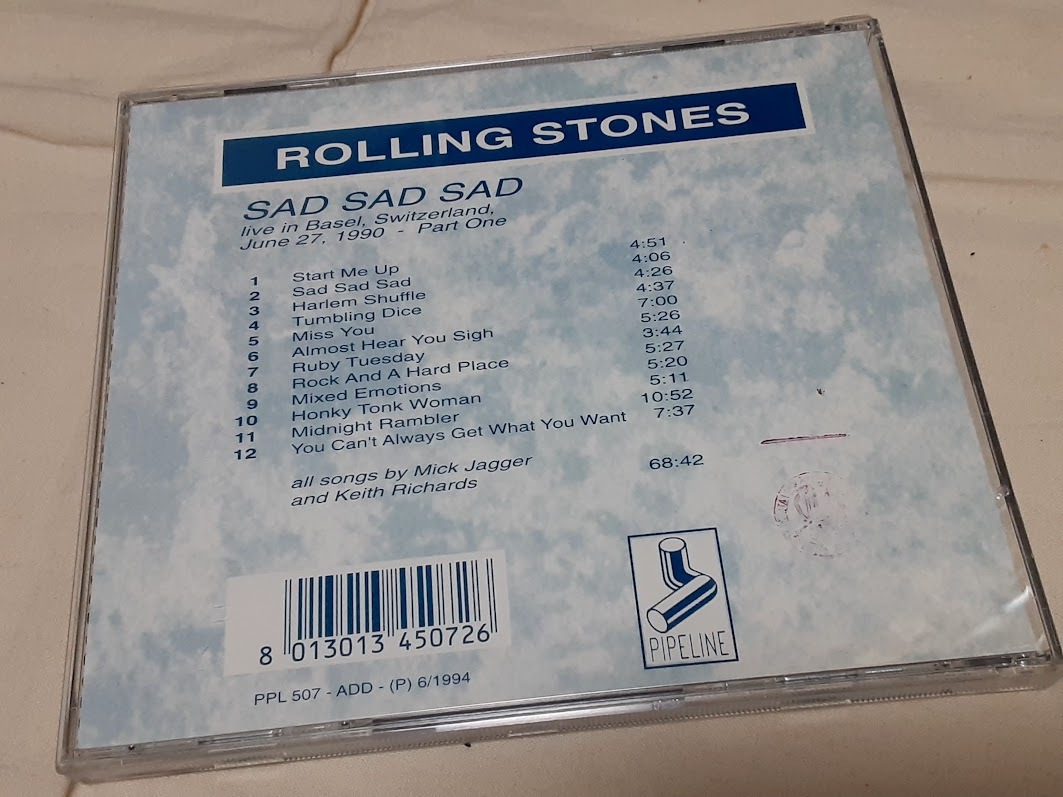 ROLLING STONES
SAD SAD SAD
live in Basel, Switzerland,
June 27, 1990 - Part One
1 Start Me Up 4:51
2 Sad Sad Sad 4:06
3 Harlem Shuffle 4:26
4 Tumbling Dice 4:37
5 Miss You 7:00
6 Almost Hear You Sigh 5:26
7 Ruby Tuesday 3:44
8 Rock And A Hard Place 5:27
9 Mixed Emotions 5:20
10 Honky Tonk Woman 5:11
11 Midnight Rambler 10:52
12 You Can't Always Get What You Want 7:37
all songs by Mick Jagger 68:42
and Keith Richards
8 013013 450726
PIPELINE
PPL 507 - ADD - (P) 6/1994